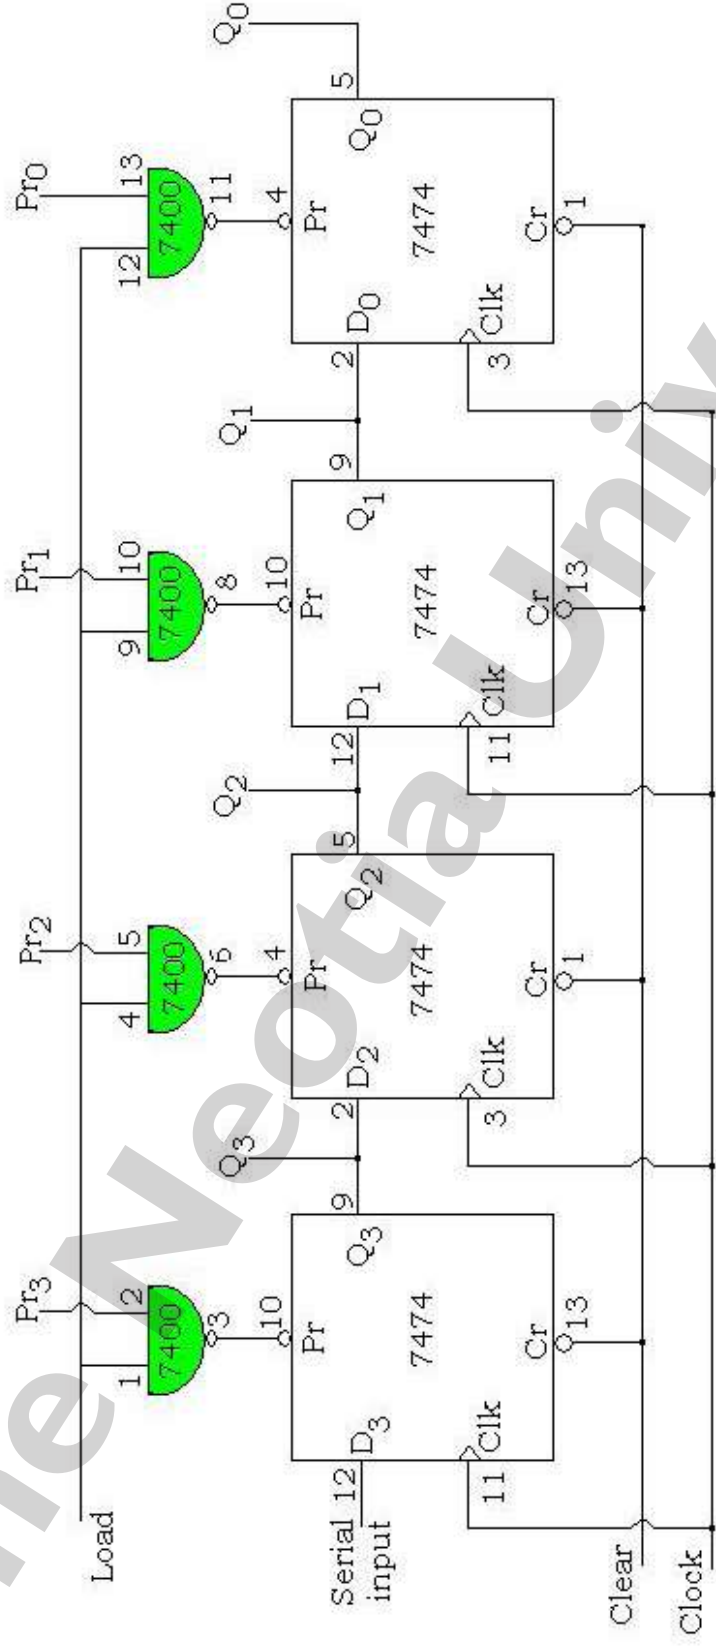 Pr3
Pr2
Pr1
Pr0
Load
1
2
7400
3
4
5
7400
6
9
10
7400
8
12
13
7400
11
Q3
Q2
Q1
Q0
Serial input
12
D3
10
Pr
Q3
9
7474
11
Clk
Cr
13
2
D2
4
Pr
Q2
5
7474
3
Clk
Cr
1
12
D1
10
Pr
Q1
9
7474
11
Clk
Cr
13
2
D0
4
Pr
Q0
5
7474
3
Clk
Cr
1
Clear
Clock
he Neotia Univ